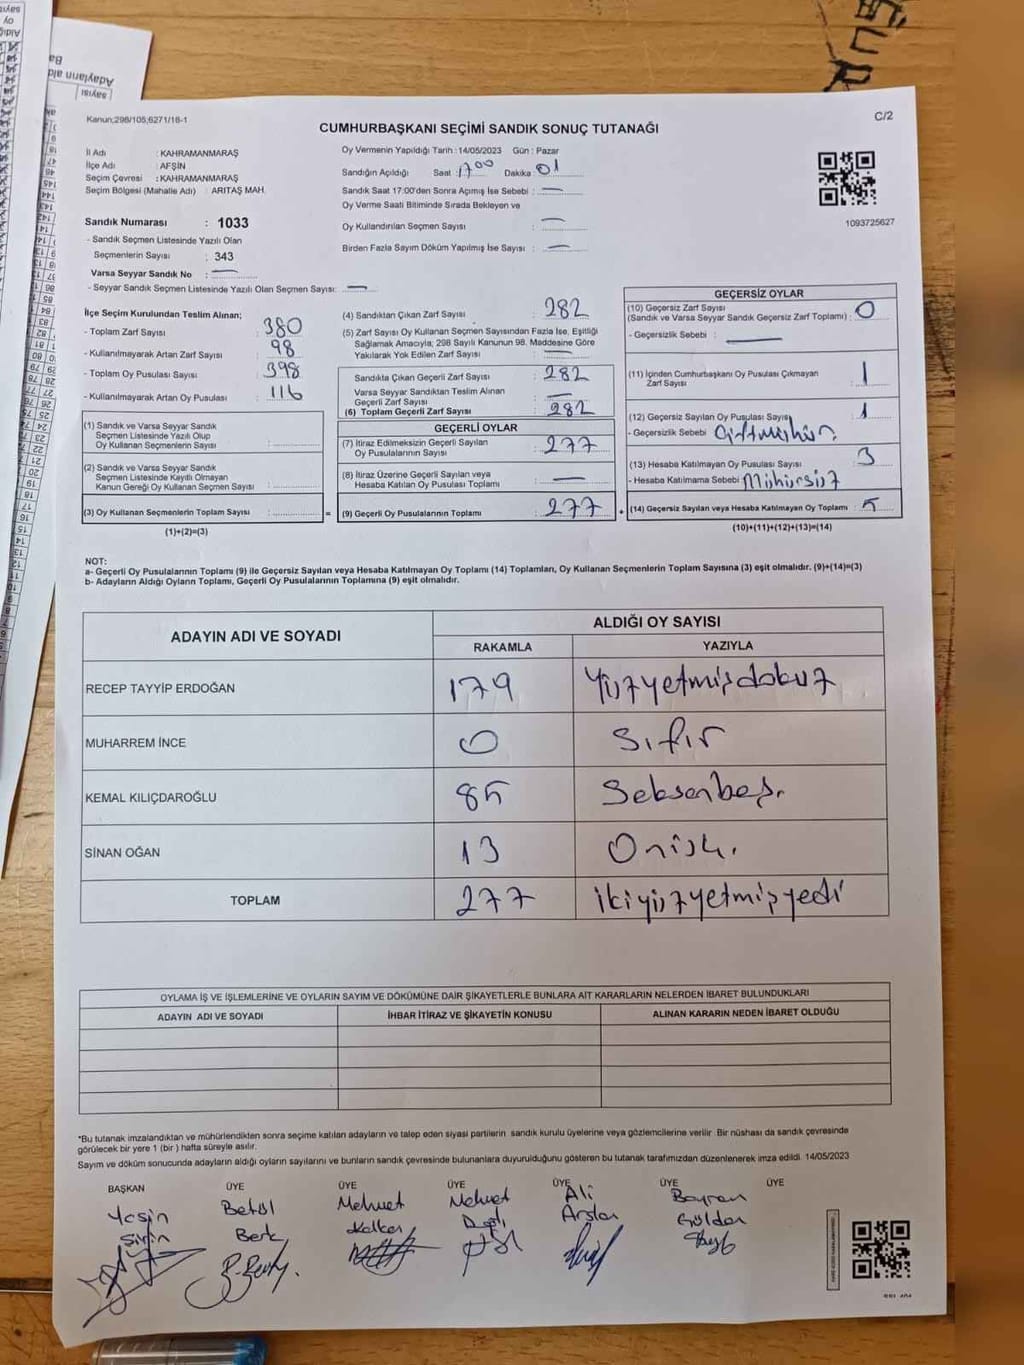 Kanun;298/105,6271/16-1
C/2
CUMHURBAŞKANI SEÇİMİ SANDIK SONUÇ TUTANAĞI
İl Adı : KAHRAMANMARAŞ
İlçe Adı : AFŞİN
Seçim Çevresi : KAHRAMANMARAŞ
Seçim Bölgesi (Mahalle Adı) : ARITAŞ MAH.
Sandık Numarası : 1033
- Sandık Seçmen Listesinde Yazılı Olan
Seçmenlerin Sayısı : 343
Varsa Seyyar Sandık No :
- Seyyar Sandık Seçmen Listesinde Yazılı Olan Seçmen Sayısı: —
Oy Vermenin Yapıldığı Tarih : 14/05/2023 Gün : Pazar
Sandığın Açıldığı Saat 17 00 Dakika 01
Sandık Saat 17:00'den Sonra Açımış İse Sebebi : —
Oy Verme Saati Bitiminde Sırada Bekleyen ve
Oy Kullandırılan Seçmen Sayısı : —
Birden Fazla Sayım Döküm Yapılmış İse Sayısı : —
1093725627
İlçe Seçim Kurulundan Teslim Alınan;
- Toplam Zarf Sayısı : 380
- Kullanılmayarak Artan Zarf Sayısı : 98
- Toplam Oy Pusulası Sayısı : 398
- Kullanılmayarak Artan Oy Pusulası : 116
(1) Sandık ve Varsa Seyyar Sandık
Seçmen Listesinde Yazılı Olup
Oy Kullanan Seçmenlerin Sayısı :
(2) Sandık ve Varsa Seyyar Sandık
Seçmen Listesinde Kayıtlı Olmayan
Kanun Gereği Oy Kullanan Seçmen Sayısı :
(3) Oy Kullanan Seçmenlerin Toplam Sayısı : =
(1)+(2)=(3)
(4) Sandıktan Çıkan Zarf Sayısı : 282
(5) Zarf Sayısı Oy Kullanan Seçmen Sayısından Fazla İse, Eşitliği
Sağlamak Amacıyla; 298 Sayılı Kanunun 98. Maddesine Göre
Yakılarak Yok Edilen Zarf Sayısı : —
Sandıkta Çıkan Geçerli Zarf Sayısı : 282
Varsa Seyyar Sandıktan Teslim Alınan
Geçerli Zarf Sayısı : —
(6) Toplam Geçerli Zarf Sayısı : 282
GEÇERLİ OYLAR
(7) İtiraz Edilmeksizin Geçerli Sayılan
Oy Pusulalarının Sayısı : 277
(8) İtiraz Üzerine Geçerli Sayılan veya
Hesaba Katılan Oy Pusulası Toplamı : —
(9) Geçerli Oy Pusulalarının Toplamı : 277 +
GEÇERSİZ OYLAR
(10) Geçersiz Zarf Sayısı
(Sandık ve Varsa Seyyar Sandık Geçersiz Zarf Toplamı) : 0
- Geçersizlik Sebebi : —
(11) İçinden Cumhurbaşkanı Oy Pusulası Çıkmayan
Zarf Sayısı : 1
(12) Geçersiz Sayılan Oy Pusulası Sayısı : 1
- Geçersizlik Sebebi
(13) Hesaba Katılmayan Oy Pusulası Sayısı : 3
- Hesaba Katılmama Sebebi : Mühürsüz
(14) Geçersiz Sayılan veya Hesaba Katılmayan Oy Toplamı : 5
(10)+(11)+(12)+(13)=(14)
NOT:
a- Geçerli Oy Pusulalarının Toplamı (9) ile Geçersiz Sayılan veya Hesaba Katılmayan Oy Toplamı (14) Toplamları, Oy Kullanan Seçmenlerin Toplam Sayısına (3) eşit olmalıdır. (9)+(14)=(3)
b- Adayların Aldığı Oyların Toplamı, Geçerli Oy Pusulalarının Toplamına (9) eşit olmalıdır.
ADAYIN ADI VE SOYADI ALDIĞI OY SAYISI
RAKAMLA YAZIYLA
RECEP TAYYİP ERDOĞAN 179 Yüzyetmişdokuz
MUHARREM İNCE 0 Sıfır
KEMAL KILIÇDAROĞLU 85 Seksenbeş.
SİNAN OĞAN 13
TOPLAM 277 ikiyüzyetmişyedi
OYLAMA İŞ VE İŞLEMLERİNE VE OYLARIN SAYIM VE DÖKÜMÜNE DAİR ŞİKAYETLERLE BUNLARA AİT KARARLARIN NELERDEN İBARET BULUNDUKLARI
ADAYIN ADI VE SOYADI İHBAR İTİRAZ VE ŞİKAYETİN KONUSU ALINAN KARARIN NEDEN İBARET OLDUĞU
*Bu tutanak imzalandıktan ve mühürlendikten sonra seçime katılan adayların ve talep eden siyasi partilerin sandık kurulu üyelerine veya gözlemcilerine verilir. Bir nüshası da sandık çevresinde
görülecek bir yere 1 (bir) hafta süreyle asılır.
Sayım ve döküm sonucunda adayların aldığı oyların sayılarını ve bunların sandık çevresinde bulunanlara duyurulduğunu gösteren bu tutanak tarafımızdan düzenlenerek imza edildi. 14/05/2023
BAŞKAN ÜYE ÜYE ÜYE ÜYE ÜYE ÜYE
Yasin Betül Mehmet Mehmet Ali Bayram
Berk Arslan